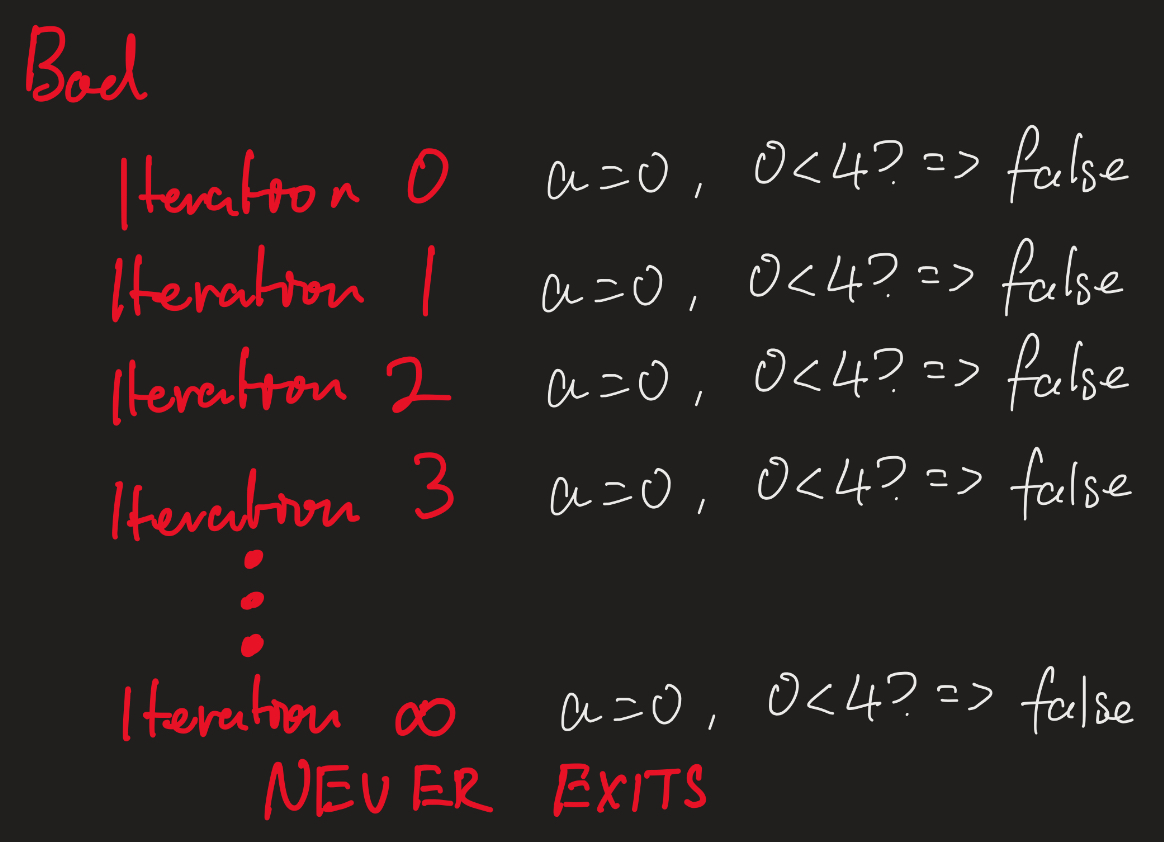 Bad
Iteration 0 a=0, 0<4? => false
Iteration 1 a=0, 0<4? => false
Iteration 2 a=0, 0<4? => false
Iteration 3 a=0, 0<4? => false
Iteration ∞ a=0, 0<4? => false
NEVER EXITS